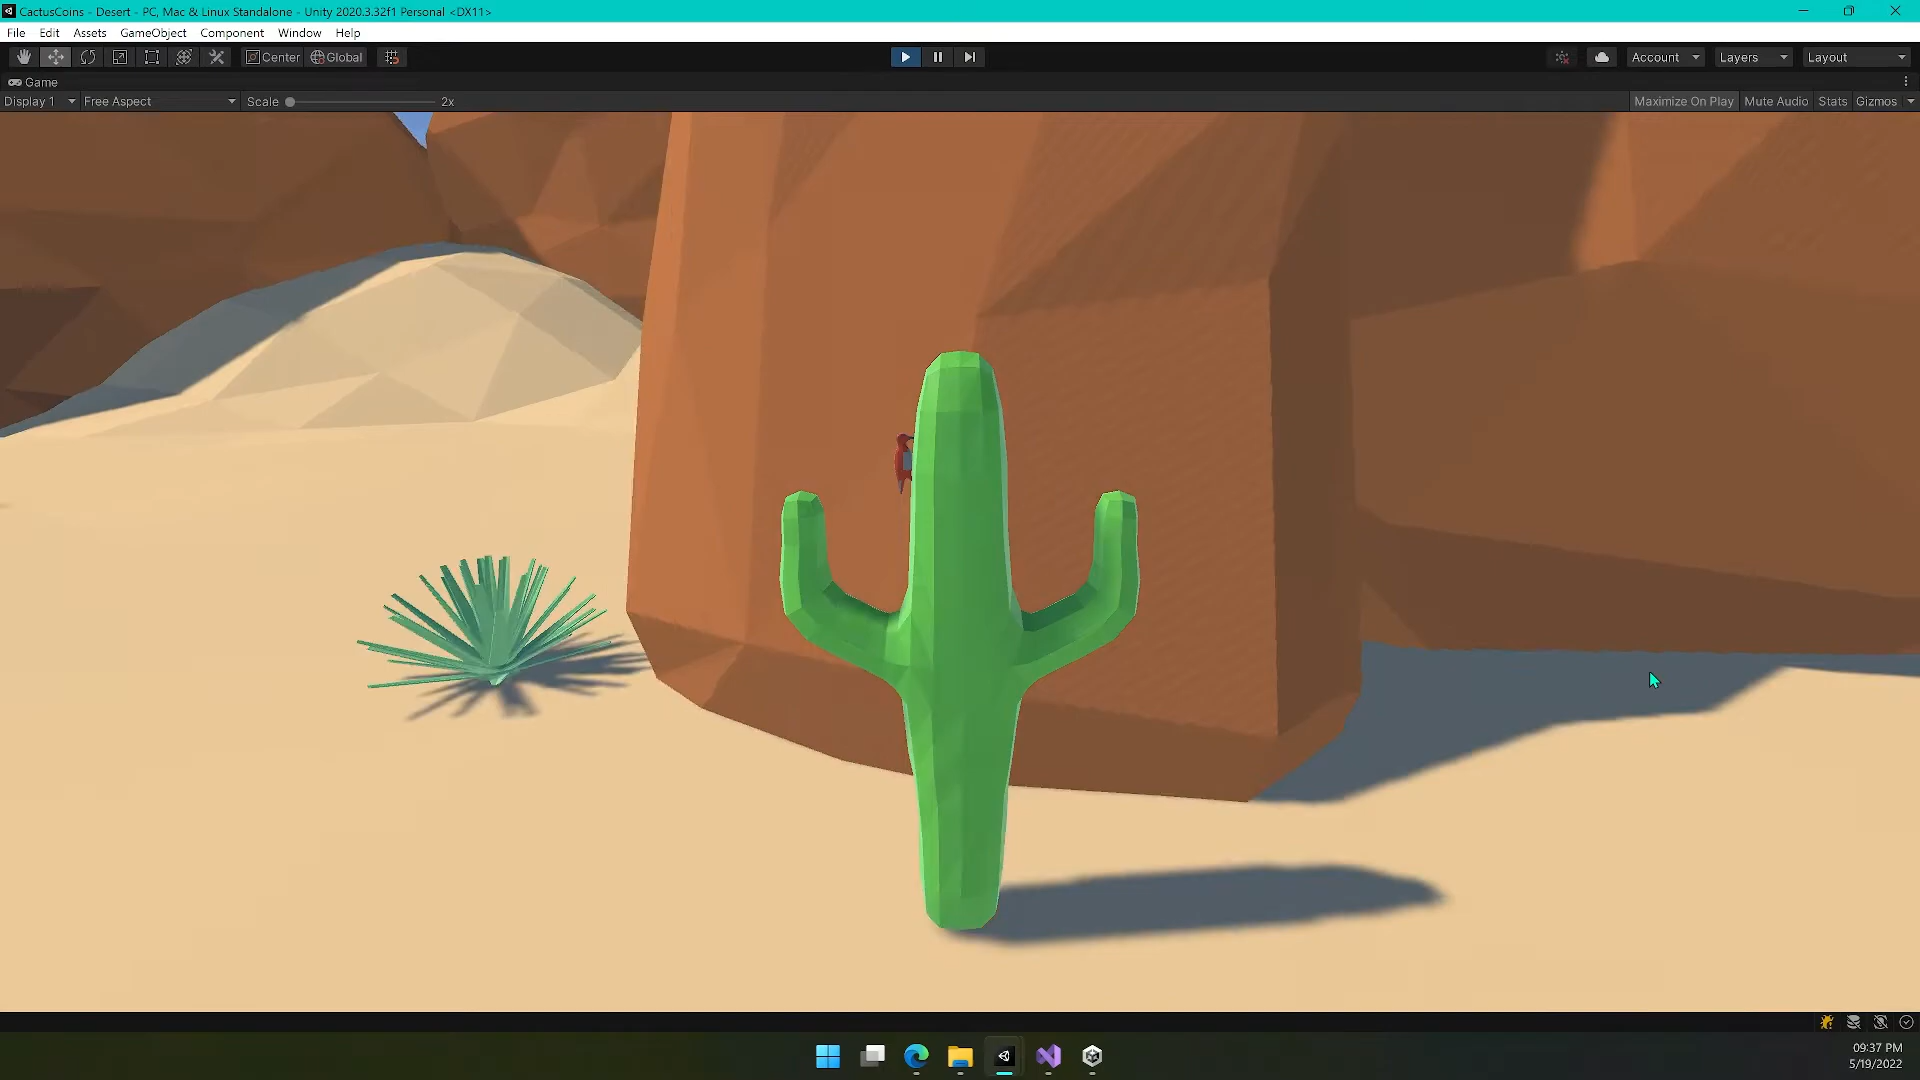 CactusCoins - Desert - PC, Mac & Linux Standalone - Unity 2020.3.32f1 Personal <DX11>
File Edit Assets GameObject Component Window Help
Center Global Account Layers Layout
Game
Display 1 Free Aspect Scale 2x Maximize On Play Mute Audio Stats Gizmos
09:37 PM
5/19/2022